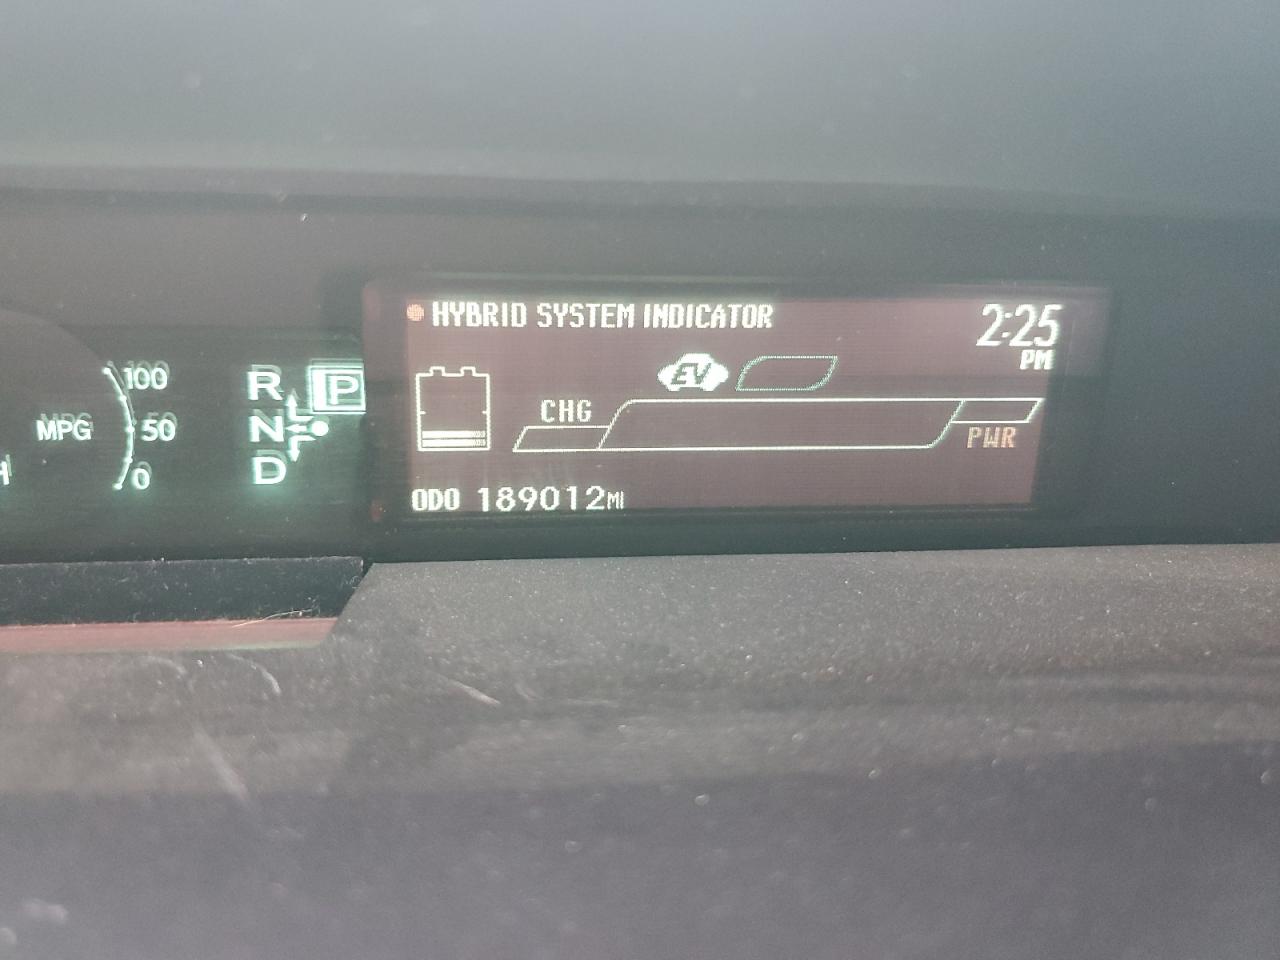 HYBRID SYSTEM INDICATOR
2:25
PM
EV
CHG
PWR
ODO 189012MI
100
MPG 50
0
R P
N
D
H